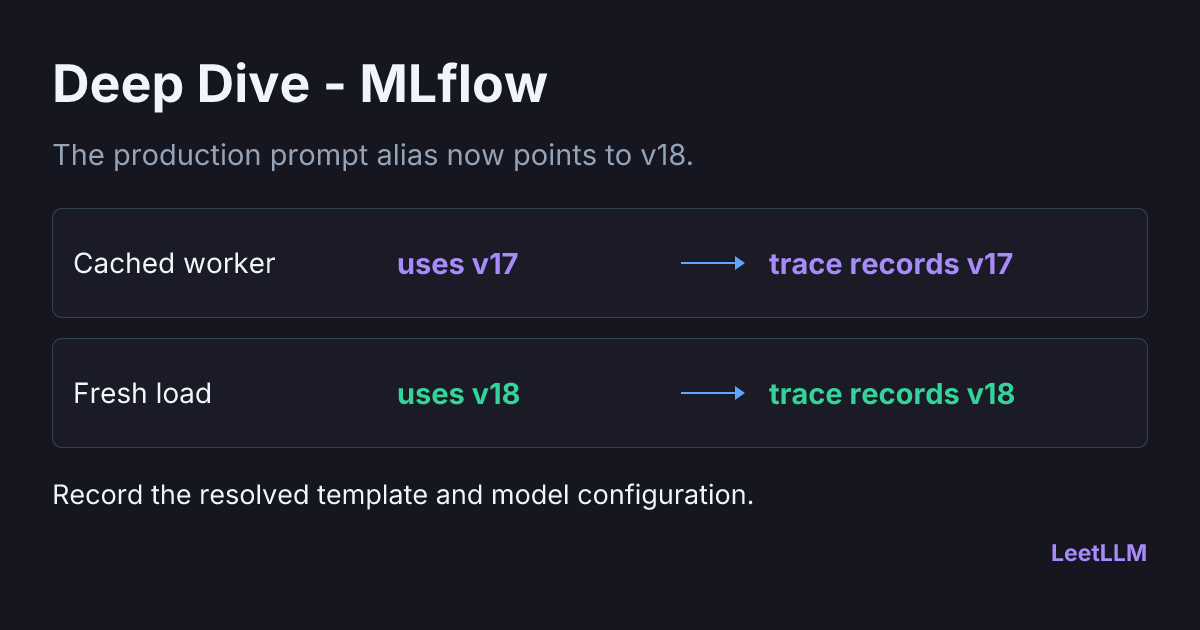 Deep Dive - MLflow
The production prompt alias now points to v18.
Cached worker uses v17 trace records v17
Fresh load uses v18 trace records v18
Record the resolved template and model configuration.
LeetLLM